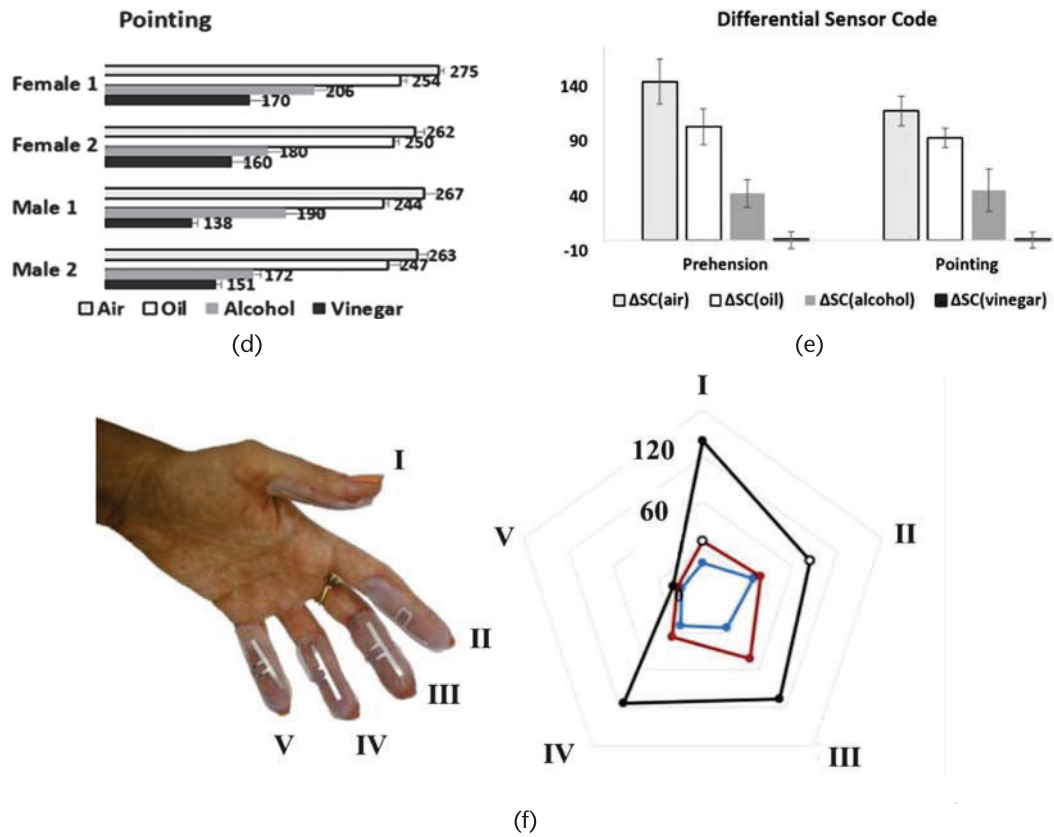 Pointing
Female 1
275
254
206
170
Female 2
262
250
180
160
Male 1
267
244
190
138
Male 2
263
247
172
151
Air Oil Alcohol Vinegar
(d)
Differential Sensor Code
140
90
40
-10
Prehension Pointing
ΔSC(air) ΔSC(oil) ΔSC(alcohol) ΔSC(vinegar)
(e)
I
II
III
IV
V
I
120
60
0
V
II
IV
III
(f)